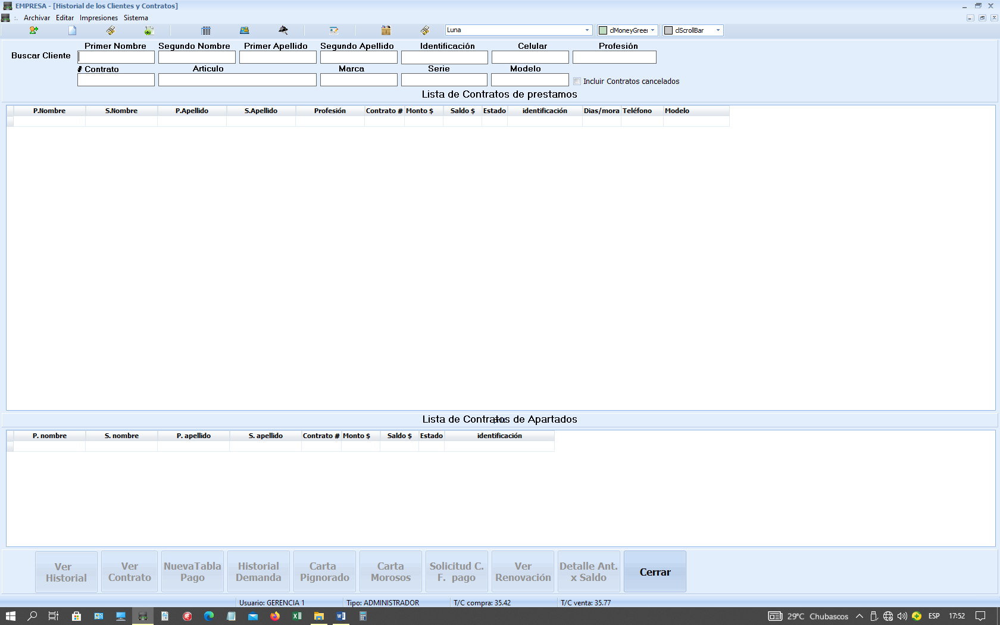 EMPRESA - [Historial de los Clientes y Contratos]
Archivar Editar Impresiones Sistema
Luna clMoneyGreen clScrollBar
Primer Nombre Segundo Nombre Primer Apellido Segundo Apellido Identificación Celular Profesión
Buscar Cliente
# Contrato Articulo Marca Serie Modelo
Incluir Contratos cancelados
Lista de Contratos de prestamos
P.Nombre S.Nombre P.Apellido S.Apellido Profesión Contrato # Monto $ Saldo $ Estado identificación Dias/mora Teléfono Modelo
Lista de Contratos de Apartados
P. nombre S. nombre P. apellido S. apellido Contrato # Monto $ Saldo $ Estado identificación
Ver Historial
Ver Contrato
NuevaTabla Pago
Historial Demanda
Carta Pignorado
Carta Morosos
Solicitud C. F. pago
Ver Renovación
Detalle Ant. x Saldo
Cerrar
Usuario: GERENCIA 1 Tipo: ADMINISTRADOR T/C compra: 35.42 T/C venta: 35.77
29°C Chubascos ESP 17:52